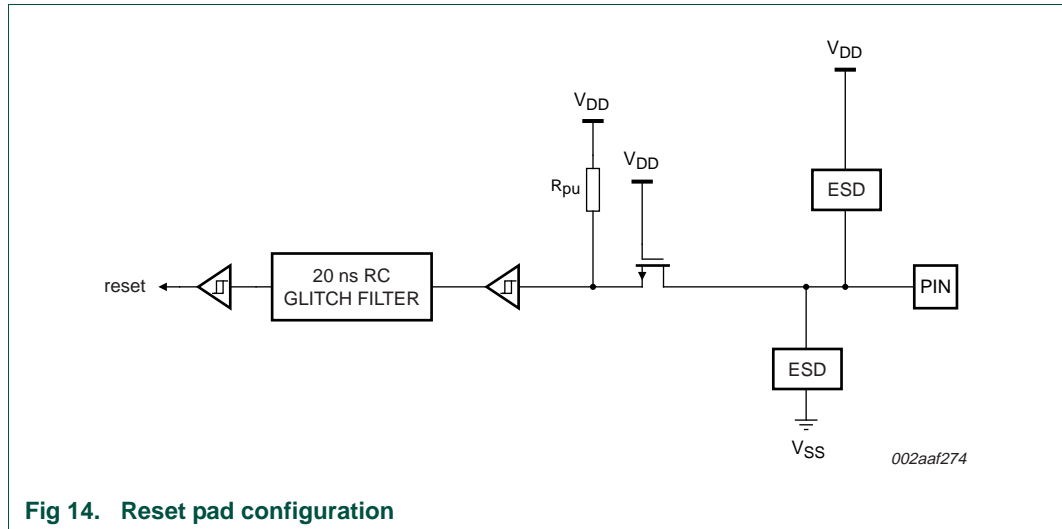 VDD
VDD
VDD
Rpu
ESD
reset
20 ns RC
GLITCH FILTER
PIN
ESD
VSS
002aaf274
Fig 14. Reset pad configuration